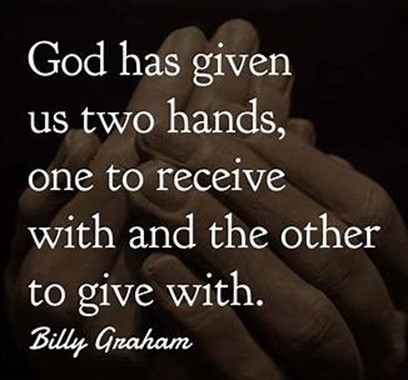 God has given
us two hands,
one to receive
with and the other
to give with.
Billy Graham